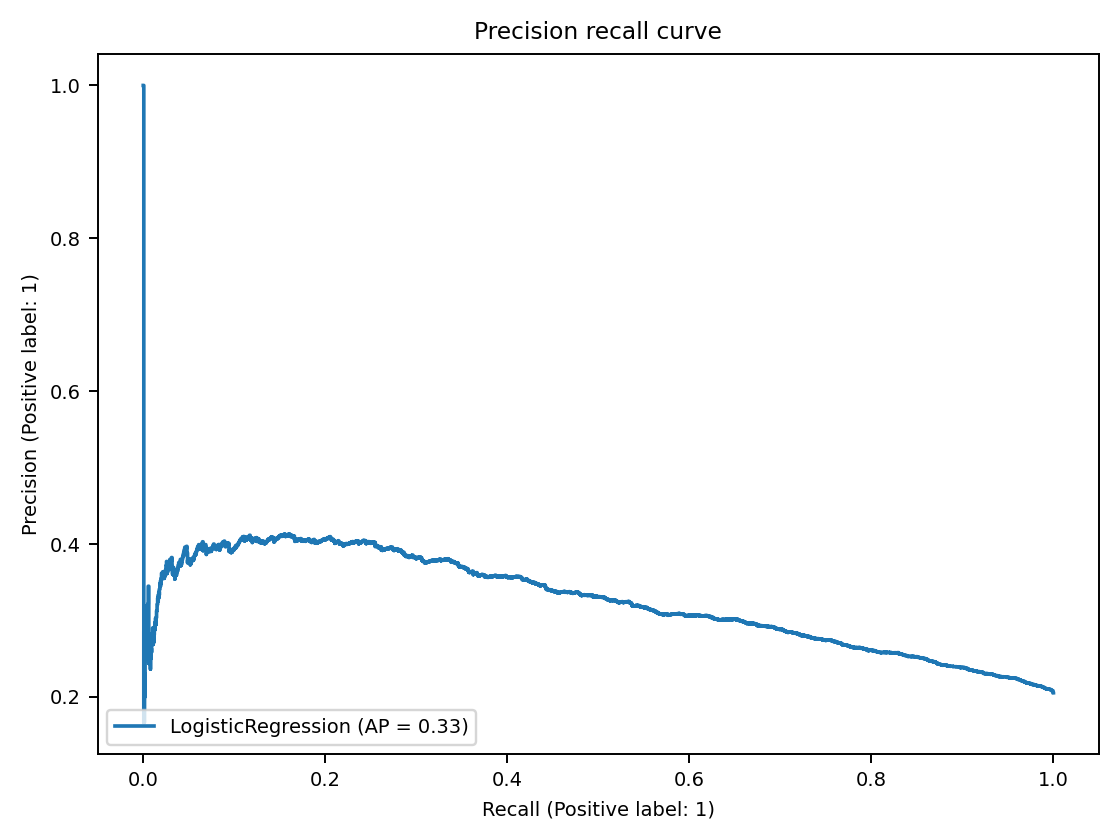 Precision recall curve
Precision (Positive label: 1)
1.0
0.8
0.6
0.4
0.2
LogisticRegression (AP = 0.33)
0.0
0.2
0.4
0.6
0.8
1.0
Recall (Positive label: 1)